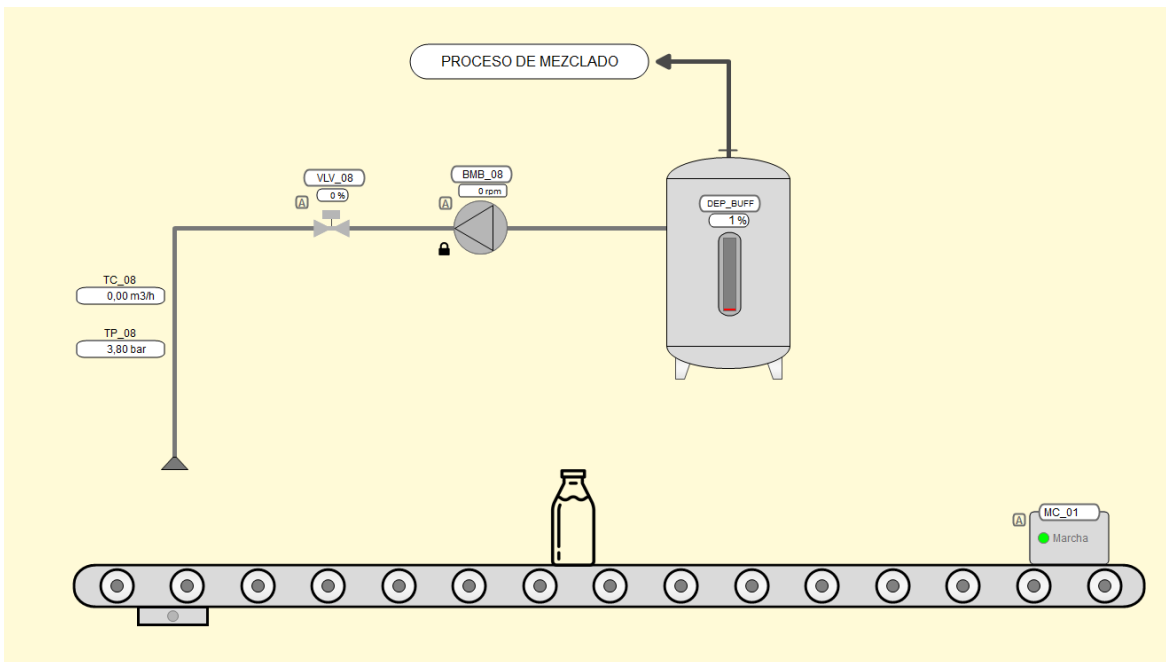 PROCESO DE MEZCLADO
VLV_08
0 %
A
BMB_08
0 rpm
A
DEP_BUFF
1 %
TC_08
0,00 m3/h
TP_08
3,80 bar
MC_01
A
Marcha